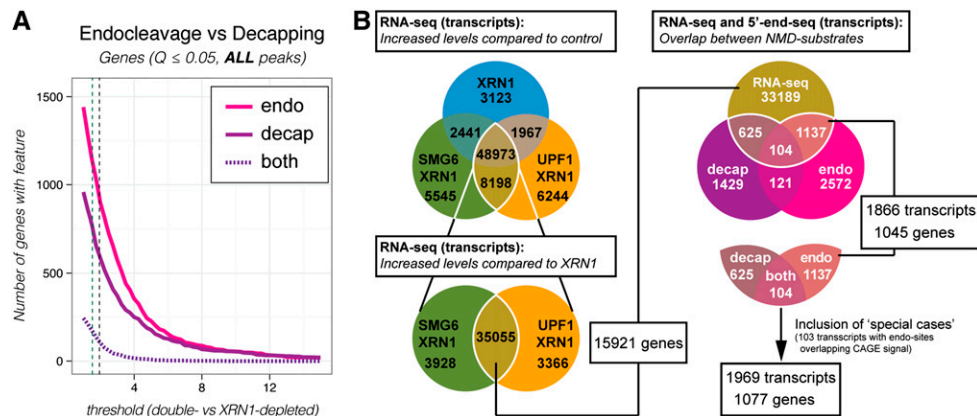 A
Endocleavage vs Decapping
Genes (Q ≤ 0.05, ALL peaks)
Number of genes with feature
1500
1000
500
0
4
8
12
threshold (double- vs XRN1-depleted)
endo
decap
both
B
RNA-seq (transcripts):
Increased levels compared to control
XRN1
3123
2441
1967
48973
SMG6
XRN1
5545
8198
UPF1
XRN1
6244
RNA-seq (transcripts):
Increased levels compared to XRN1
SMG6
XRN1
3928
35055
UPF1
XRN1
3366
15921 genes
RNA-seq and 5'-end-seq (transcripts):
Overlap between NMD-substrates
RNA-seq
33189
625
1137
104
decap
1429
121
endo
2572
1866 transcripts
1045 genes
decap
625
both
104
endo
1137
Inclusion of 'special cases'
(103 transcripts with endo-sites
overlapping CAGE signal)
1969 transcripts
1077 genes